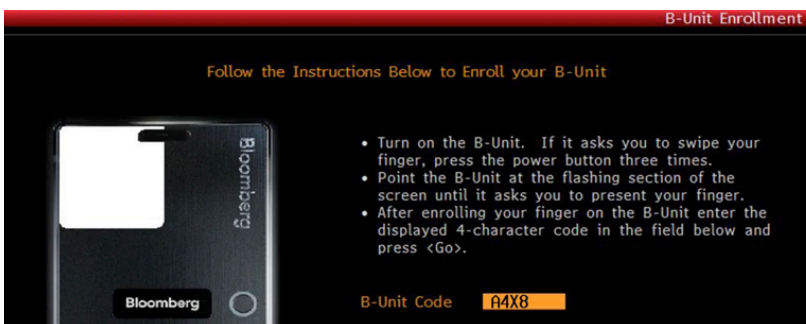 B-Unit Enrollment
Follow the Instructions Below to Enroll your B-Unit
Bloomberg
• Turn on the B-Unit. If it asks you to swipe your
finger, press the power button three times.
• Point the B-Unit at the flashing section of the
screen until it asks you to present your finger.
• After enrolling your finger on the B-Unit enter the
displayed 4-character code in the field below and
press <Go>.
Bloomberg
B-Unit Code A4X8